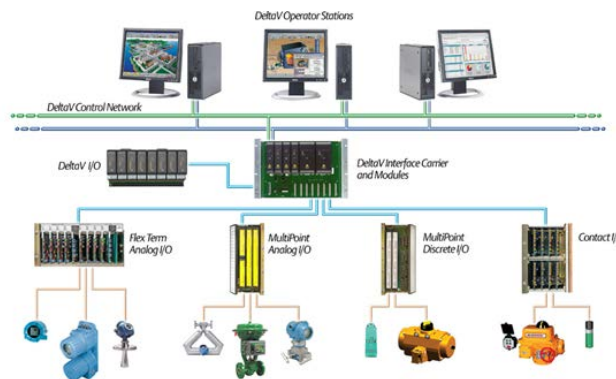 DeltaV Operator Stations
DeltaV Control Network
DeltaV I/O
DeltaV Interface Carrier
and Modules
Flex Term
Analog I/O
MultiPoint
Analog I/O
MultiPoint
Discrete I/O
Contact I/